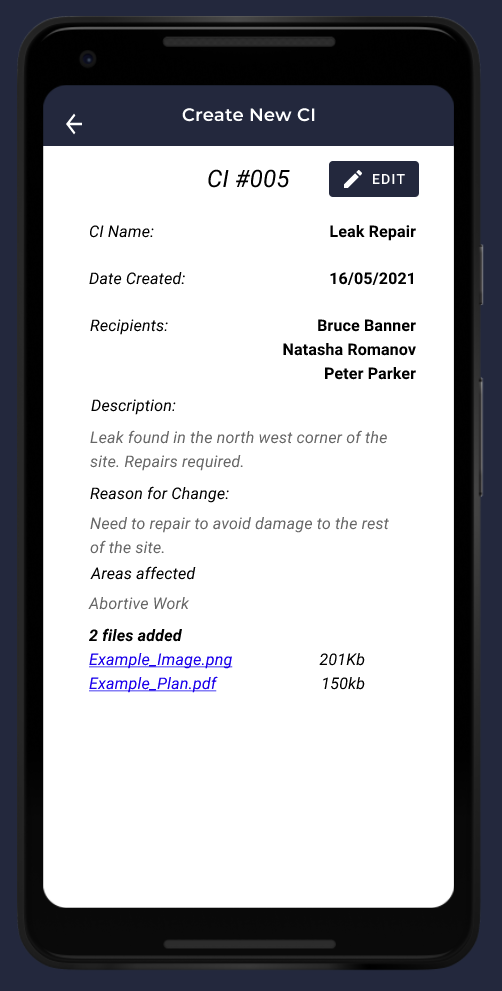 Create New CI
CI #005
EDIT
CI Name: Leak Repair
Date Created: 16/05/2021
Recipients: Bruce Banner
Natasha Romanov
Peter Parker
Description:
Leak found in the north west corner of the
site. Repairs required.
Reason for Change:
Need to repair to avoid damage to the rest
of the site.
Areas affected
Abortive Work
2 files added
Example_Image.png 201Kb
Example_Plan.pdf 150kb